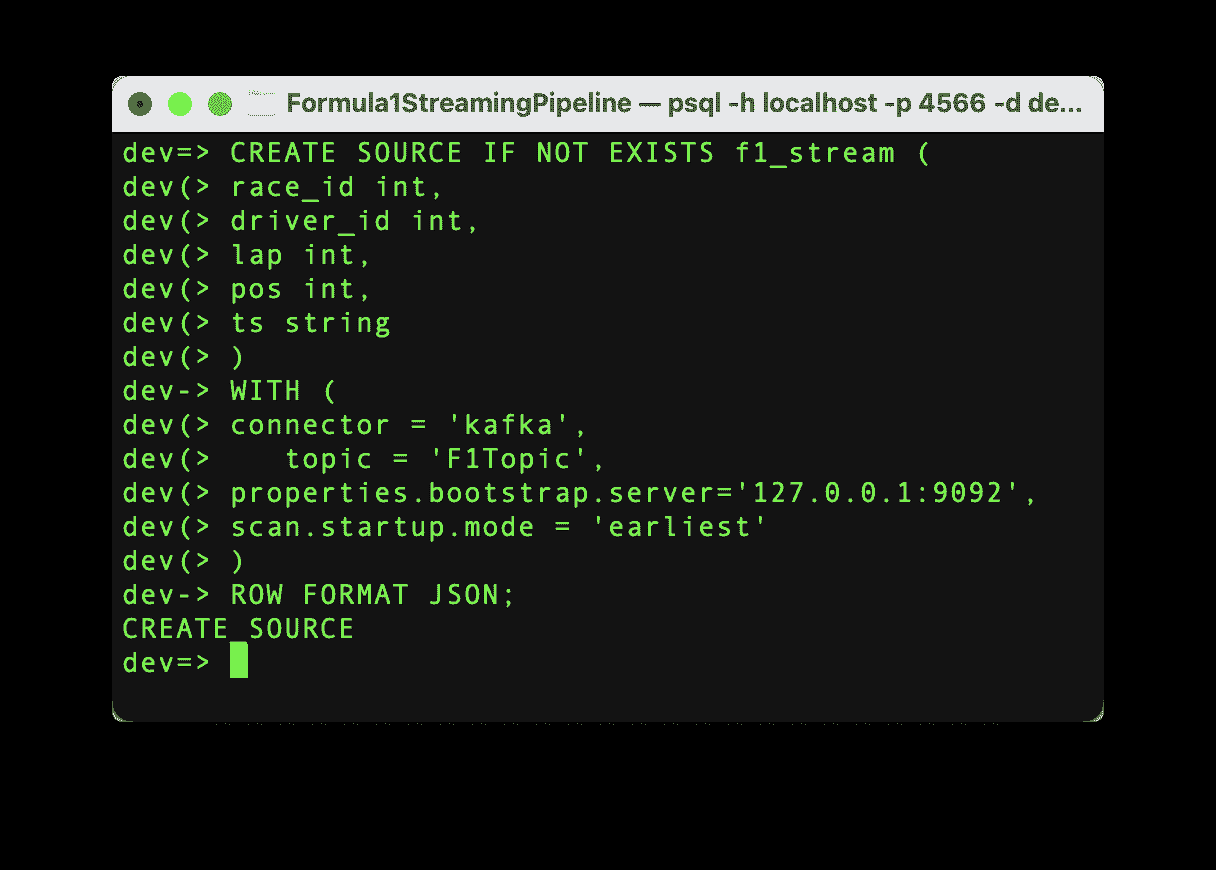 Formula1StreamingPipeline — psql -h localhost -p 4566 -d de...
dev=> CREATE SOURCE IF NOT EXISTS f1_stream (
dev(> race_id int,
dev(> driver_id int,
dev(> lap int,
dev(> pos int,
dev(> ts string
dev(> )
dev-> WITH (
dev(> connector = 'kafka',
dev(>    topic = 'F1Topic',
dev(> properties.bootstrap.server='127.0.0.1:9092',
dev(> scan.startup.mode = 'earliest'
dev(> )
dev-> ROW FORMAT JSON;
CREATE_SOURCE
dev=>